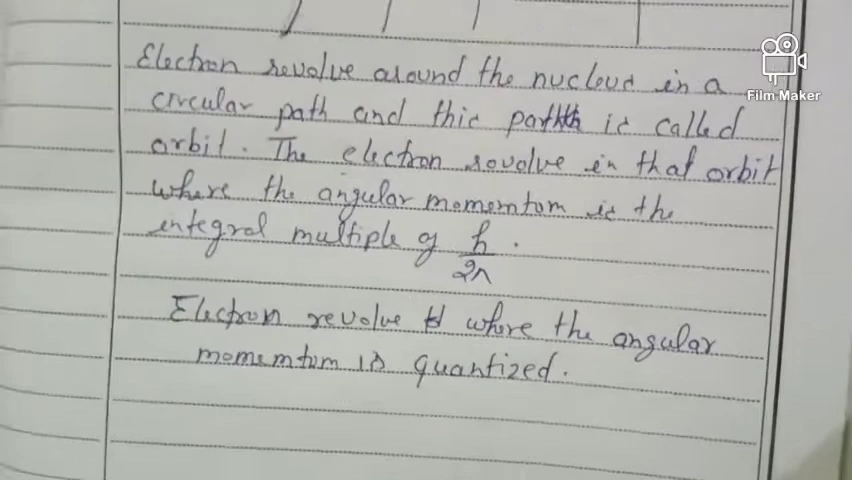 Film Maker
Electron revolve around the nucleus in a
circular path and this path is called
orbit. The electron revolve in that orbit
where the angular momemtom is the
integral multiple of h/2π.
Electron revolve where the angular
momemtom is quantized.